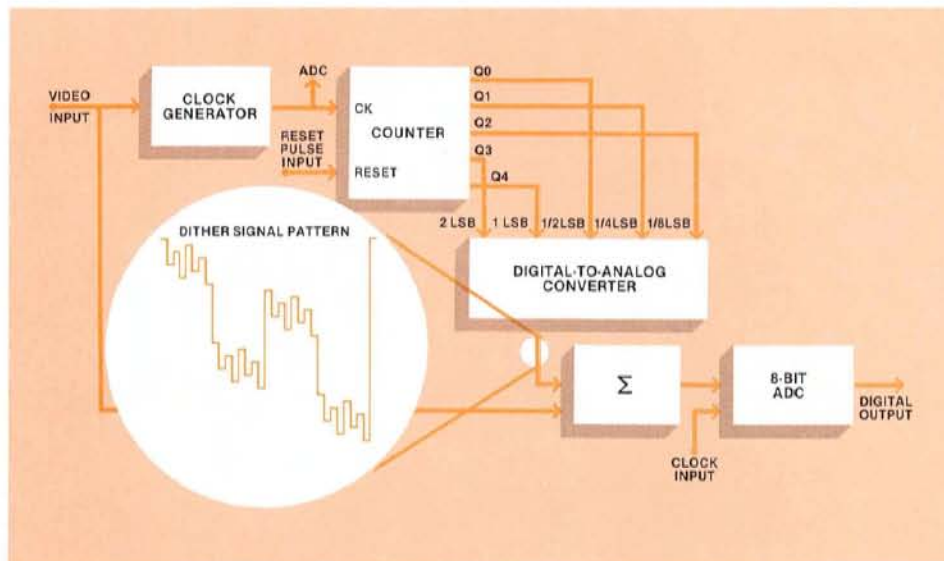 ADC
Q0
VIDEO
INPUT
CLOCK
GENERATOR
CK
Q1
COUNTER
Q2
RESET
PULSE
INPUT
RESET
Q3
Q4
2 LSB
1 LSB
1/2LSB
1/4LSB
1/8LSB
DITHER SIGNAL PATTERN
DIGITAL-TO-ANALOG
CONVERTER
Σ
8-BIT
ADC
DIGITAL
OUTPUT
CLOCK
INPUT